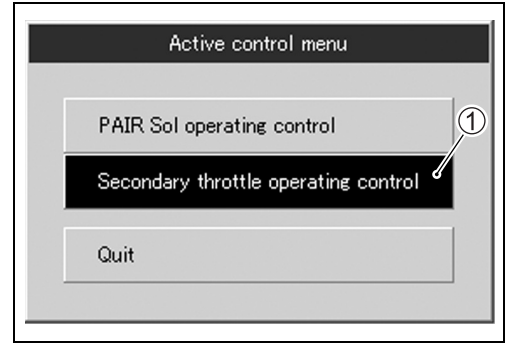 Active control menu
PAIR Sol operating control
1
Secondary throttle operating control
Quit